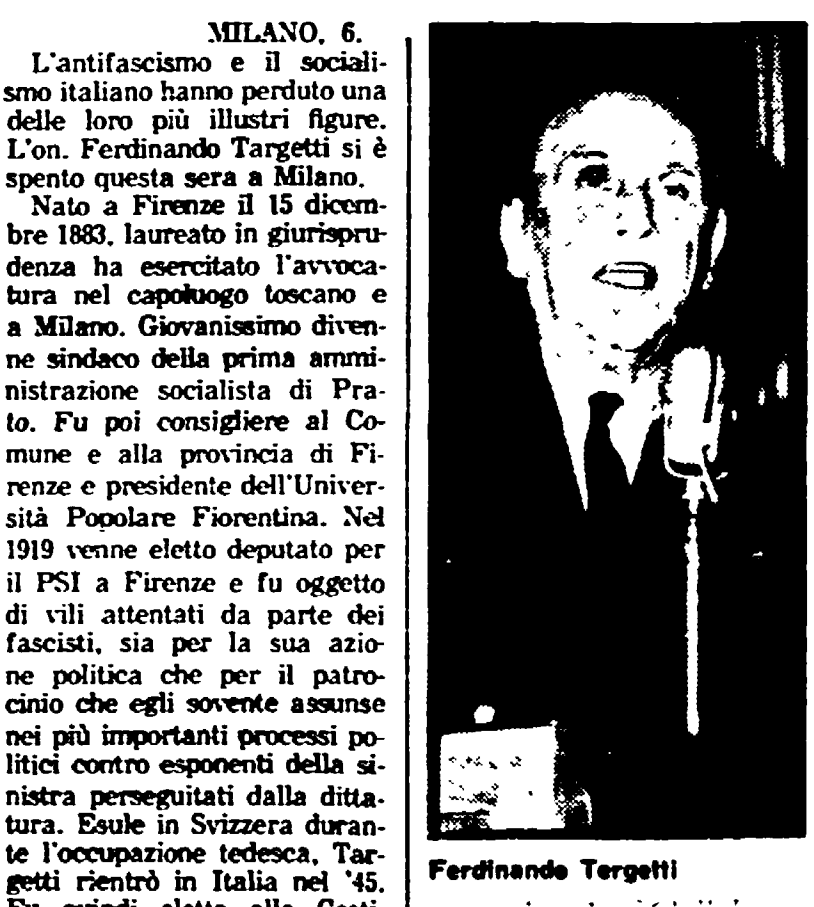 MILANO, 6.
L'antifascismo e il sociali-
smo italiano hanno perduto una
delle loro più illustri figure.
L'on. Ferdinando Targetti si è
spento questa sera a Milano.
Nato a Firenze il 15 dicem-
bre 1883, laureato in giurispru-
denza ha esercitato l'avvoca-
tura nel capoluogo toscano e
a Milano. Giovanissimo diven-
ne sindaco della prima ammi-
nistrazione socialista di Pra-
to. Fu poi consigliere al Co-
mune e alla provincia di Fi-
renze e presidente dell'Univer-
sità Popolare Fiorentina. Nel
1919 venne eletto deputato per
il PSI a Firenze e fu oggetto
di vili attentati da parte dei
fascisti, sia per la sua azio-
ne politica che per il patro-
cinio che egli sovente assunse
nei più importanti processi po-
litici contro esponenti della si-
nistra perseguitati dalla ditta-
tura. Esule in Svizzera duran-
te l'occupazione tedesca, Tar-
getti rientrò in Italia nel '45.
Fu quindi eletto alla Costi-
Ferdinando Tergetti